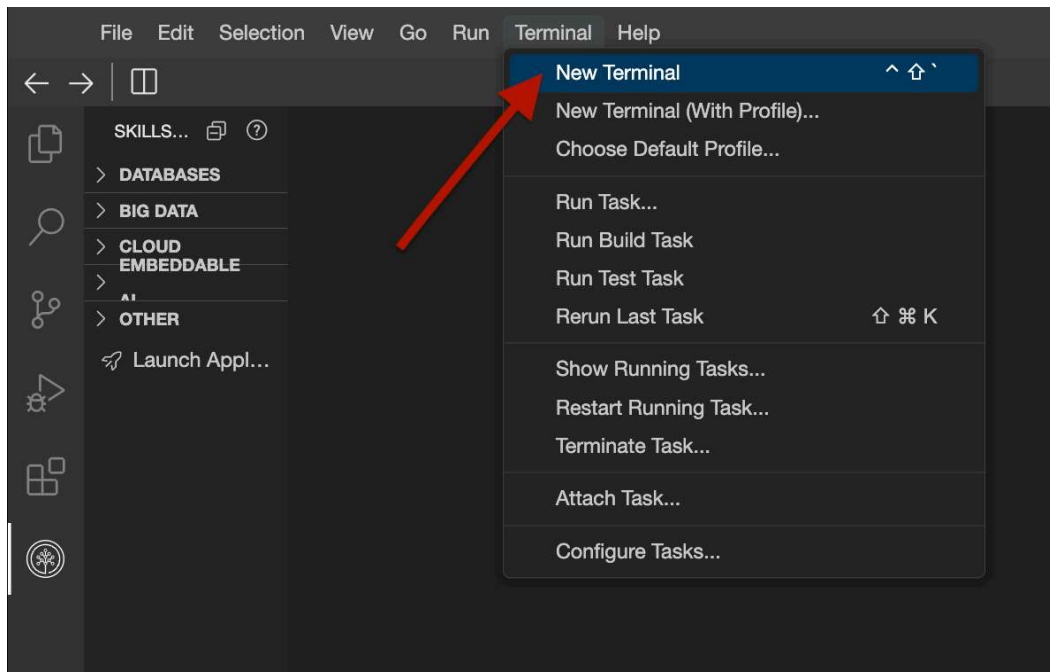 File Edit Selection View Go Run Terminal Help
SKILLS...
DATABASES
BIG DATA
CLOUD
EMBEDDABLE
AI
OTHER
Launch Appl...
New Terminal ^ ⇧ `
New Terminal (With Profile)...
Choose Default Profile...
Run Task...
Run Build Task
Run Test Task
Rerun Last Task ⇧ ⌘ K
Show Running Tasks...
Restart Running Task...
Terminate Task...
Attach Task...
Configure Tasks...